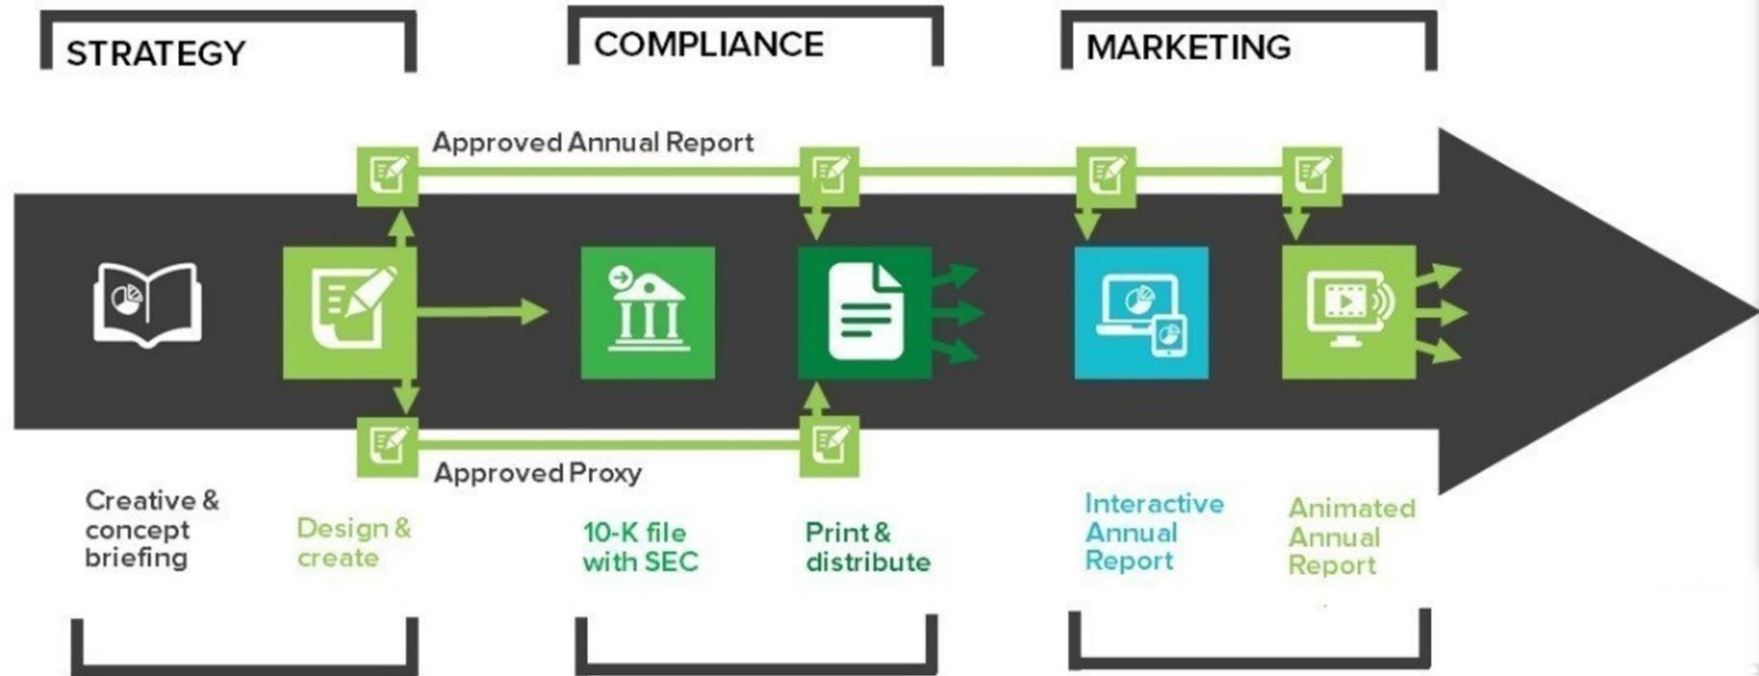 STRATEGY
COMPLIANCE
MARKETING
Approved Annual Report
Approved Proxy
Creative &
concept
briefing
Design &
create
10-K file
with SEC
Print &
distribute
Interactive
Annual
Report
Animated
Annual
Report